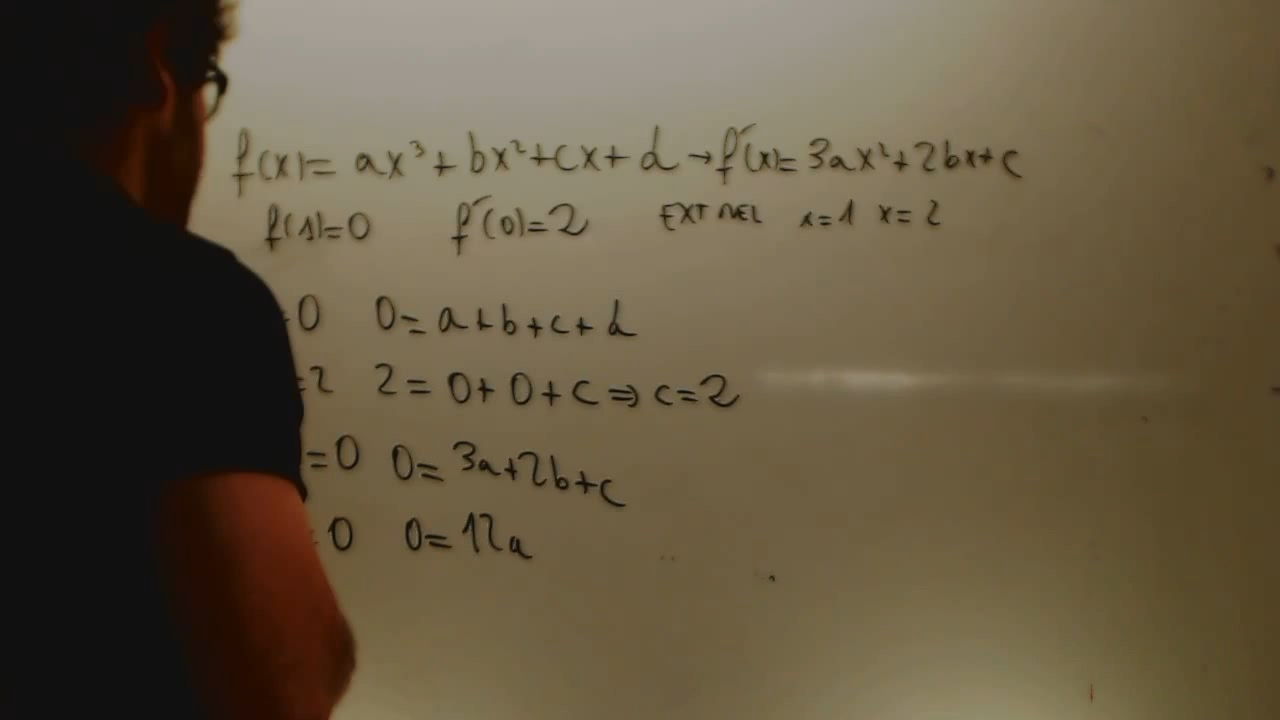 f(x)= ax³+ bx²+cx+d → f´(x)= 3ax²+2bx+c
f(1)=0 f´(0)=2 EXT REL x=1 x=2
=0 0=a+b+c+d
=2 2=0+0+c⇒c=2
=0 0=3a+2b+c
=0 0=12a